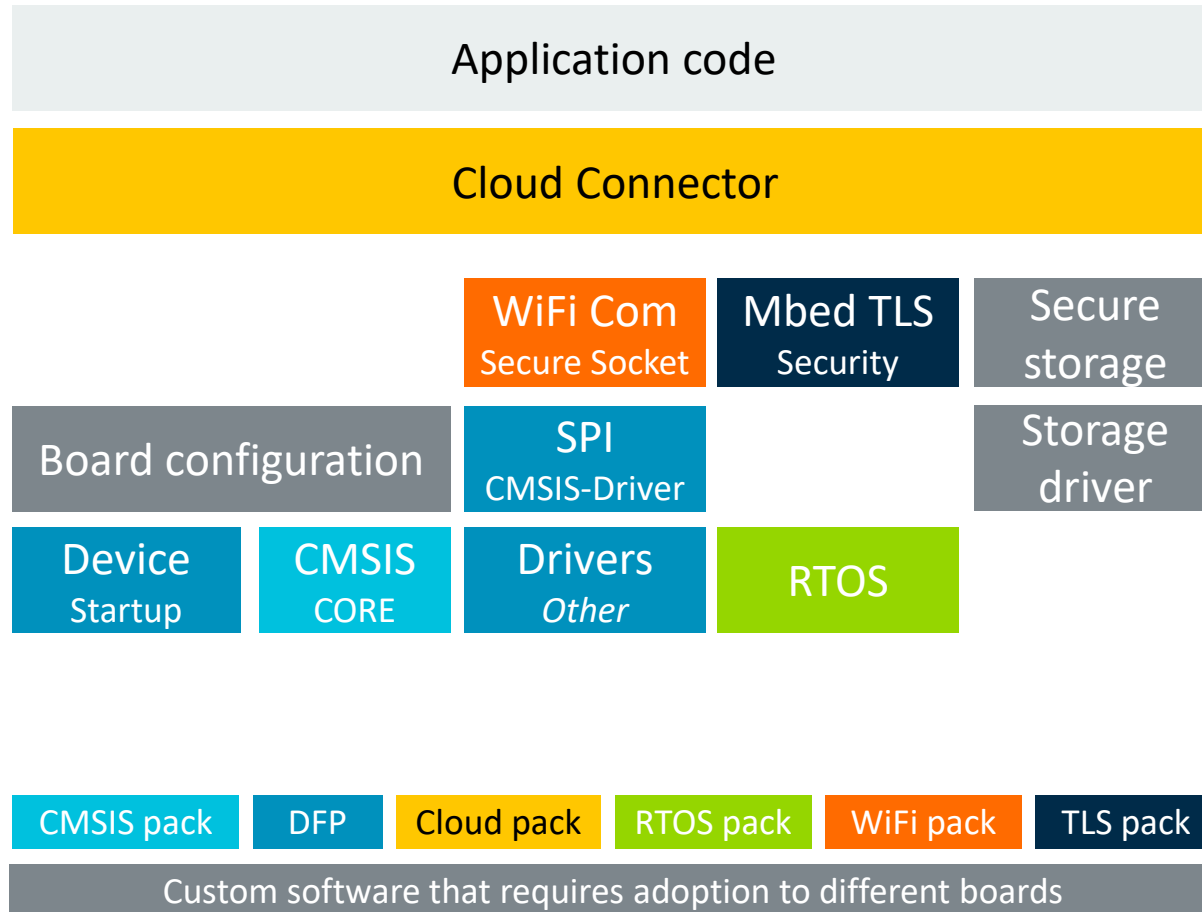 Application code
Cloud Connector
WiFi Com
Secure Socket
Mbed TLS
Security
Secure
storage
Board configuration
SPI
CMSIS-Driver
Storage
driver
Device
Startup
CMSIS
CORE
Drivers
Other
RTOS
CMSIS pack
DFP
Cloud pack
RTOS pack
WiFi pack
TLS pack
Custom software that requires adoption to different boards